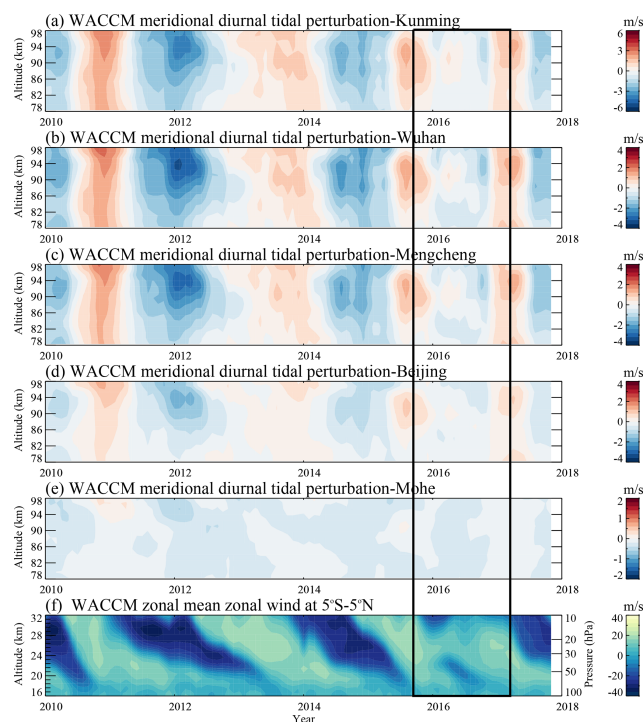 (a) WACCM meridional diurnal tidal perturbation-Kunming m/s
98 94 90 86 82 78 Altitude (km) 6 3 0 -3 -6
2010 2012 2014 2016 2018
(b) WACCM meridional diurnal tidal perturbation-Wuhan m/s
98 94 90 86 82 78 Altitude (km) 4 2 0 -2 -4
2010 2012 2014 2016 2018
(c) WACCM meridional diurnal tidal perturbation-Mengcheng m/s
98 94 90 86 82 78 Altitude (km) 4 2 0 -2 -4
2010 2012 2014 2016 2018
(d) WACCM meridional diurnal tidal perturbation-Beijing m/s
98 94 90 86 82 78 Altitude (km) 4 2 0 -2 -4
2010 2012 2014 2016 2018
(e) WACCM meridional diurnal tidal perturbation-Mohe m/s
98 94 90 86 82 78 Altitude (km) 2 1 0 -1 -2
2010 2012 2014 2016 2018
(f) WACCM zonal mean zonal wind at 5°S-5°N m/s
32 28 24 20 16 Altitude (km) 10 20 30 50 100 Pressure (hPa) 40 20 0 -20 -40
2010 2012 2014 2016 2018
Year